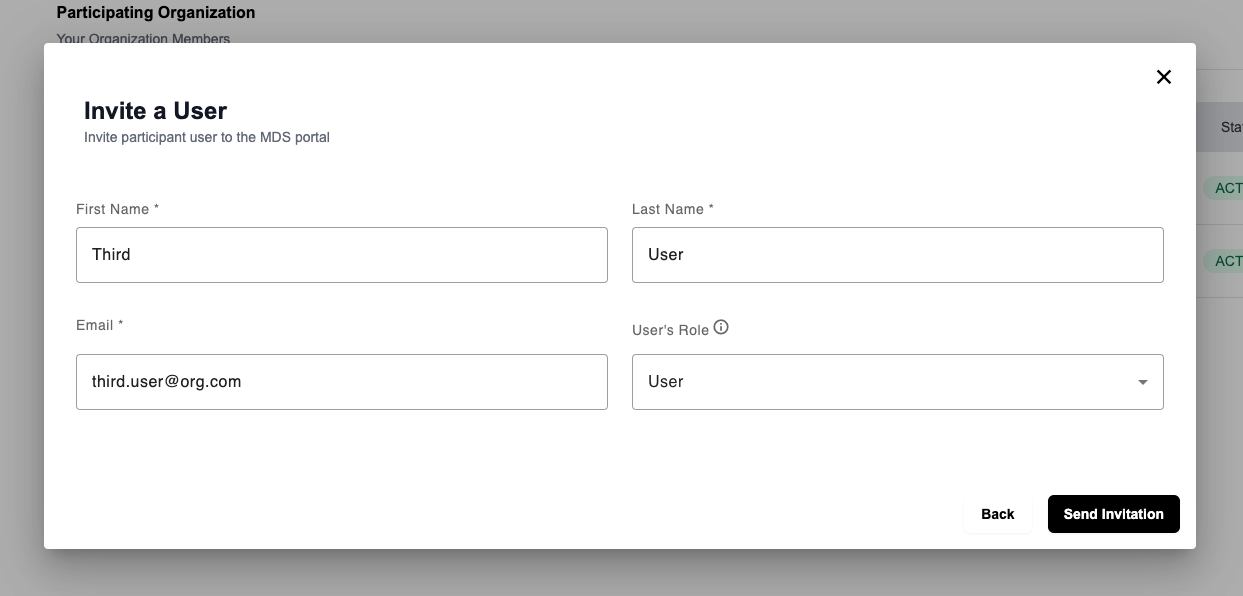 Participating Organization
Your Organization Members
Invite a User
Invite participant user to the MDS portal
First Name *
Last Name *
Third
User
Email *
User's Role
third.user@org.com
User
Back
Send Invitation
Sta
ACT
ACT